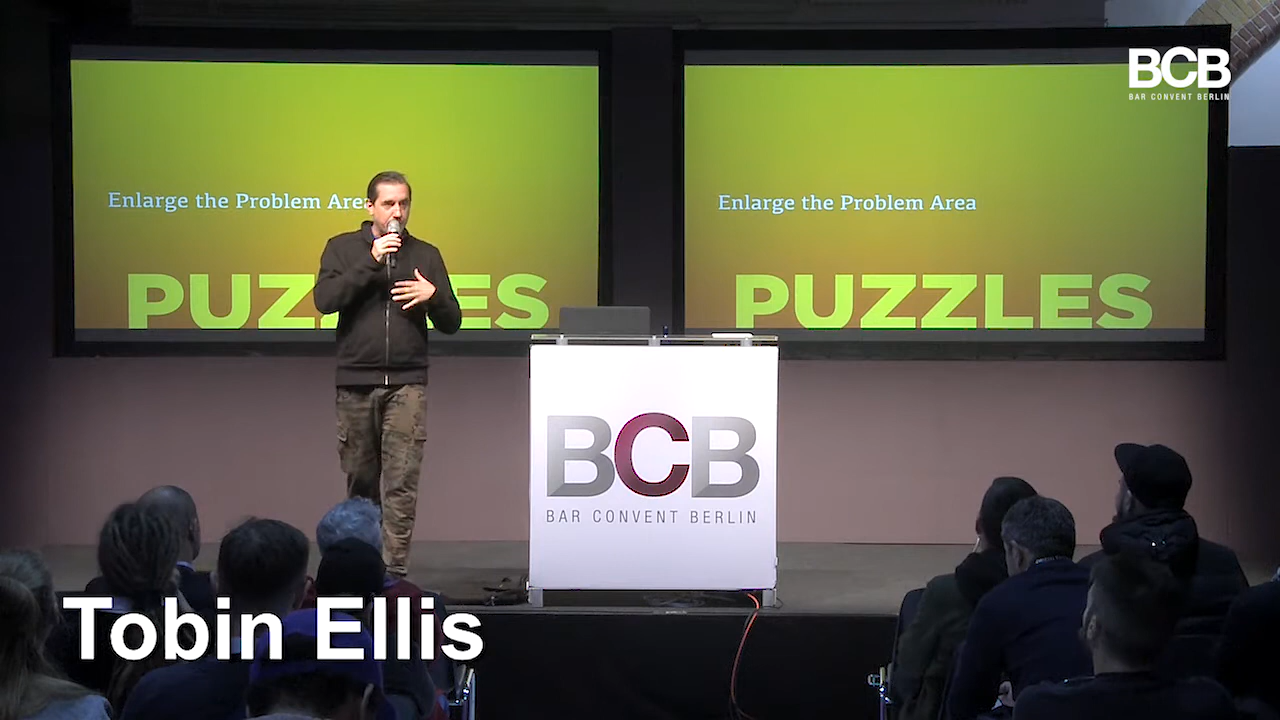 BCB
BAR CONVENT BERLIN
Enlarge the Problem Area
Enlarge the Problem Area
PUZZLES
PUZZLES
BCB
BAR CONVENT BERLIN
Tobin Ellis